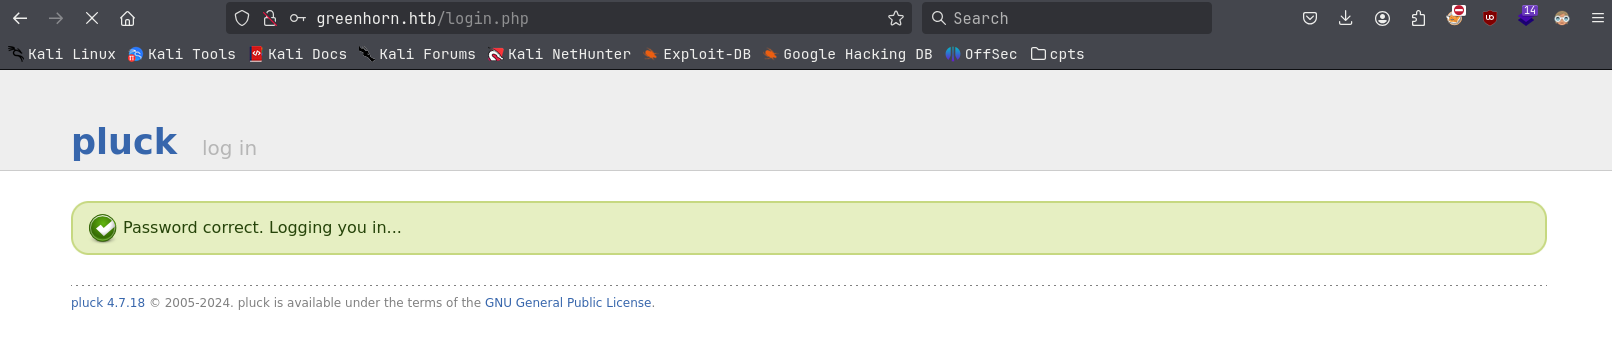 greenhorn.htb/login.php Search 14
Kali Linux Kali Tools Kali Docs Kali Forums Kali NetHunter Exploit-DB Google Hacking DB OffSec cpts
pluck log in
Password correct. Logging you in...
pluck 4.7.18 © 2005-2024. pluck is available under the terms of the GNU General Public License.